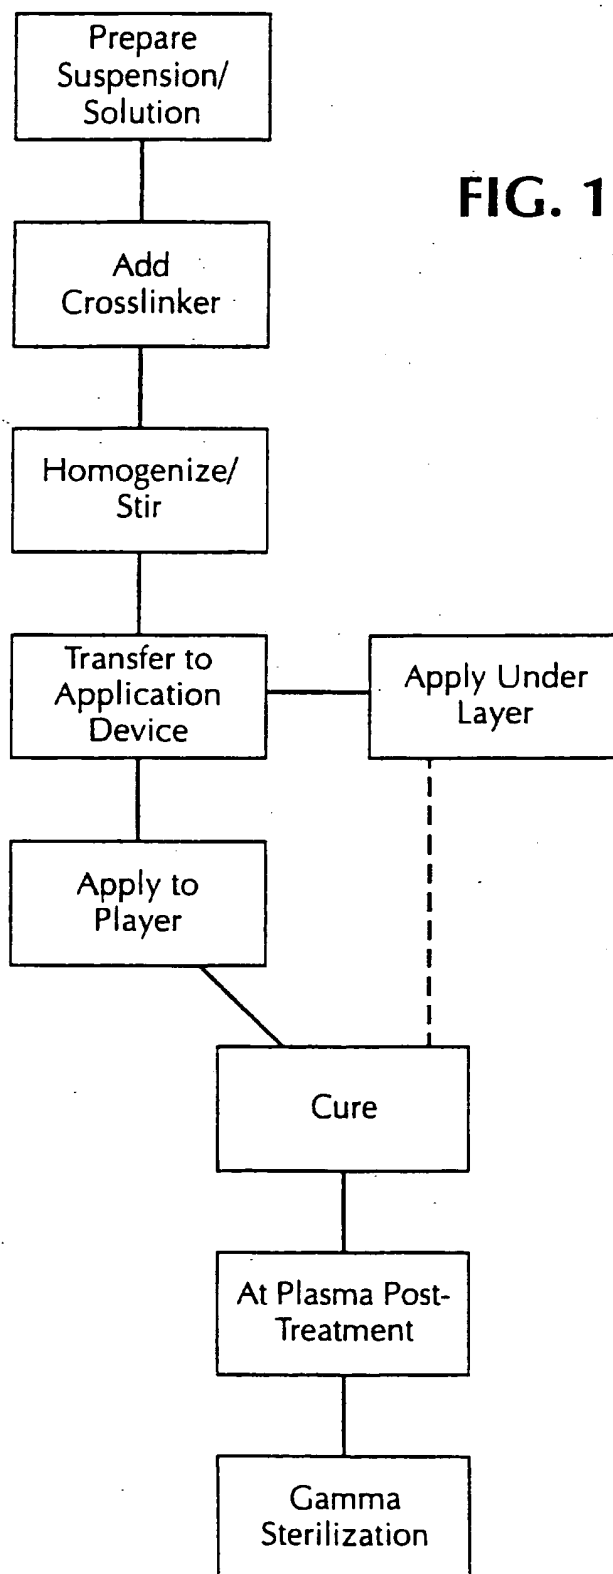 Prepare
Suspension/
Solution
FIG. 1
Add
Crosslinker
Homogenize/
Stir
Transfer to
Application
Device
Apply Under
Layer
Apply to
Player
Cure
At Plasma Post-
Treatment
Gamma
Sterilization